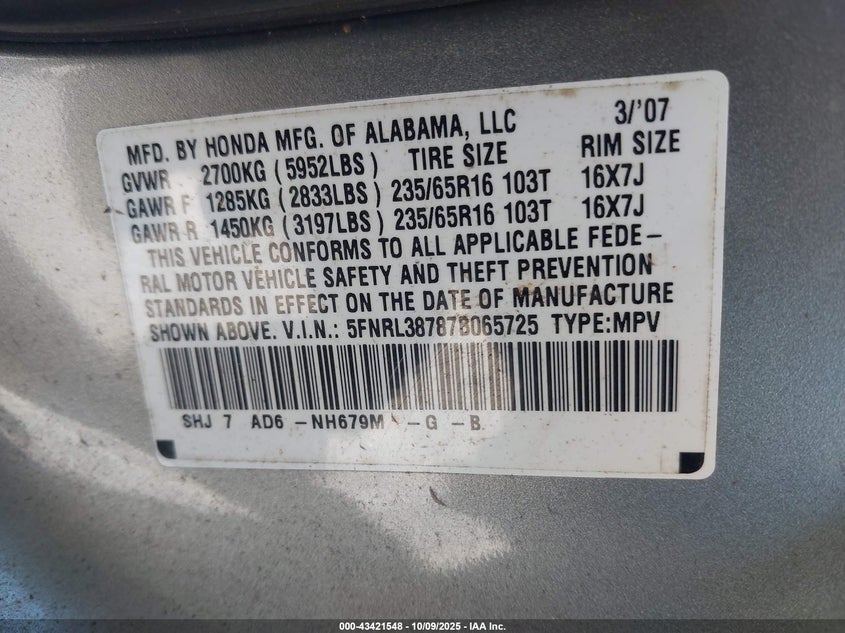 MFD. BY HONDA MFG. OF ALABAMA, LLC 3/'07
GVWR 2700KG (5952LBS) TIRE SIZE RIM SIZE
GAWR F 1285KG (2833LBS) 235/65R16 103T 16X7J
GAWR R 1450KG (3197LBS) 235/65R16 103T 16X7J
THIS VEHICLE CONFORMS TO ALL APPLICABLE FEDE-
RAL MOTOR VEHICLE SAFETY AND THEFT PREVENTION
STANDARDS IN EFFECT ON THE DATE OF MANUFACTURE
SHOWN ABOVE. V.I.N.: 5FNRL38787B065725 TYPE:MPV
SHJ 7 AD6 -NH679M -G -B
000-43421548 - 10/09/2025 - IAA Inc.